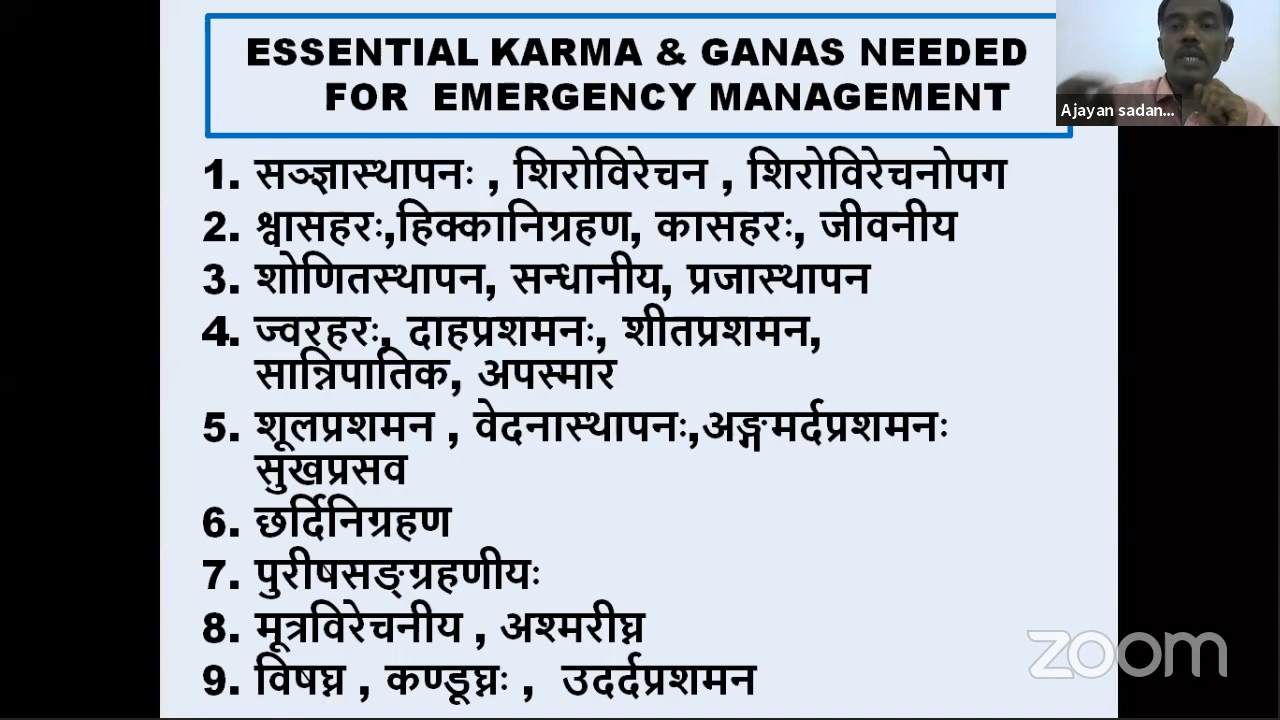 ESSENTIAL KARMA & GANAS NEEDED
FOR EMERGENCY MANAGEMENT
Ajayan sadan...
1. सञ्ज्ञास्थापनः , शिरोविरेचन , शिरोविरेचनोपग
2. श्वासहरः,हिक्कानिग्रहण, कासहरः, जीवनीय
3. शोणितस्थापन, सन्धानीय, प्रजास्थापन
4. ज्वरहरः, दाहप्रशमनः, शीतप्रशमन,
सान्निपातिक, अपस्मार
5. शूलप्रशमन , वेदनास्थापनः,अङ्गमर्दप्रशमनः
सुखप्रसव
6. छर्दिनिग्रहण
7. पुरीषसङ्ग्रहणीयः
8. मूत्रविरेचनीय , अश्मरीघ्न
9. विषघ्न , कण्डूघ्नः , उदर्दप्रशमन
zoom